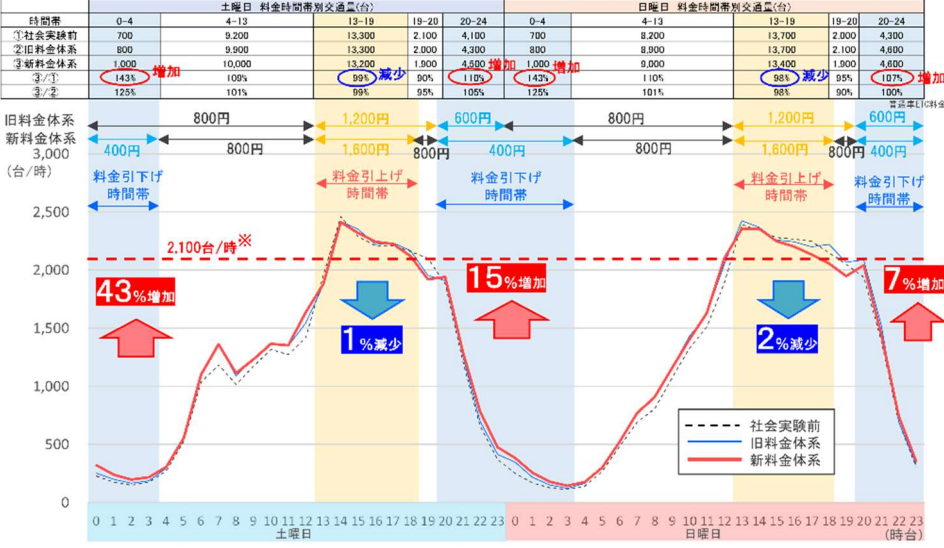 土曜日 料金時間帯別交通量(台) 日曜日 料金時間帯別交通量(台)
時間帯 0-4 4-13 13-19 19-20 20-24 0-4 4-13 13-19 19-20 20-24
①社会実験前 700 9,200 13,300 2,100 4,100 700 8,200 13,700 2,000 4,300
②旧料金体系 800 9,900 13,300 2,000 4,300 800 8,900 13,700 2,100 4,600
③新料金体系 1,000 10,000 13,200 1,900 4,500 1,000 9,000 13,400 1,900 4,600
③/① 143% 109% 99% 90% 110% 143% 110% 98% 95% 107%
増加 減少 増加 増加 減少 増加
③/② 125% 101% 99% 95% 105% 125% 101% 98% 90% 100%
普通車ETC料金
旧料金体系 800円 1,200円 600円 800円 1,200円 600円
新料金体系 400円 800円 1,600円 800円 400円 800円 1,600円 800円 400円
3,000
(台/時)
料金引下げ 料金引上げ 料金引下げ 料金引上げ 料金引下げ
時間帯 時間帯 時間帯 時間帯 時間帯
2,500
2,100台/時※
2,000
43%増加 15%増加 7%増加
1,500
1%減少 2%減少
1,000
社会実験前
500
旧料金体系
新料金体系
0
0 1 2 3 4 5 6 7 8 9 10 11 12 13 14 15 16 17 18 19 20 21 22 23 0 1 2 3 4 5 6 7 8 9 10 11 12 13 14 15 16 17 18 19 20 21 22 23
土曜日 日曜日 (時台)